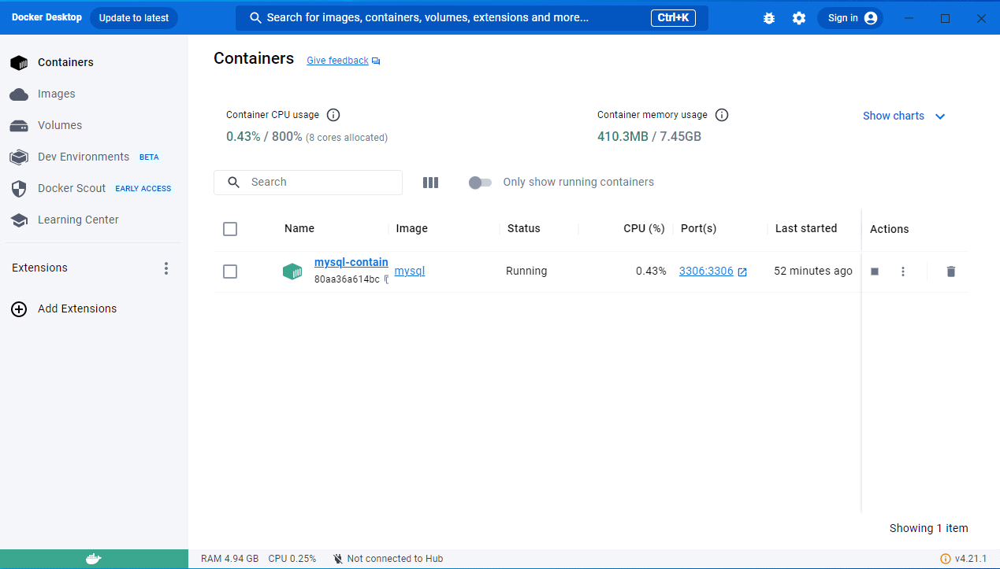 Docker Desktop Update to latest Search for images, containers, volumes, extensions and more... Ctrl+K Sign in
Containers
Images
Volumes
Dev Environments BETA
Docker Scout EARLY ACCESS
Learning Center
Extensions
Add Extensions
Containers Give feedback
Container CPU usage
0.43% / 800% (8 cores allocated)
Container memory usage
410.3MB / 7.45GB
Show charts
Search
Only show running containers
Name Image Status CPU (%) Port(s) Last started Actions
mysql-contain mysql Running 0.43% 3306:3306 52 minutes ago
80aa36a614bc
Showing 1 item
RAM 4.94 GB CPU 0.25% Not connected to Hub v4.21.1